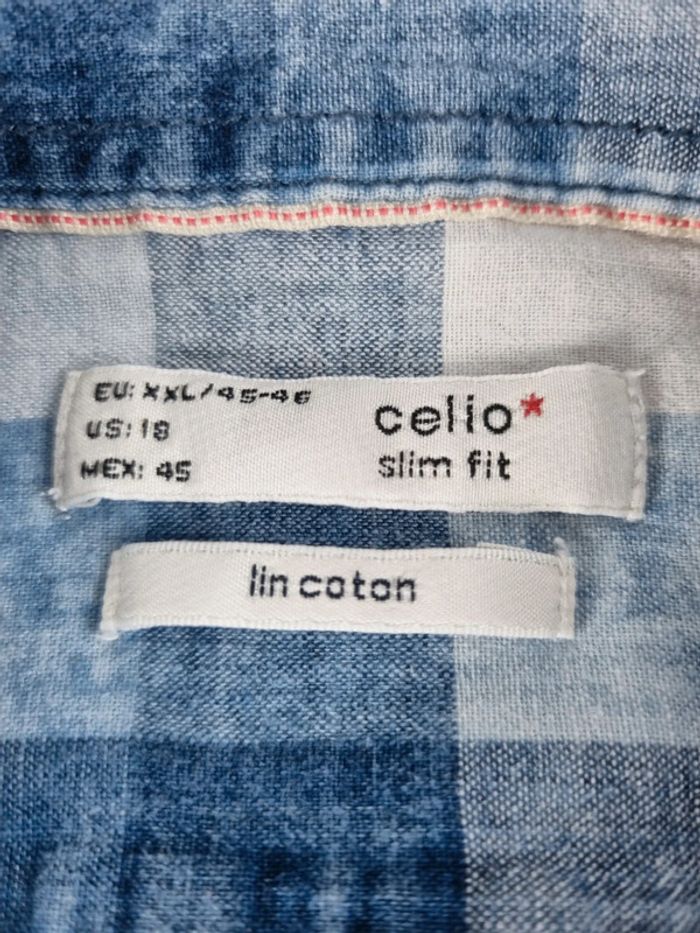 EU: XXL/45-46
US: 18
MEX: 45
celio*
slim fit
lin coton